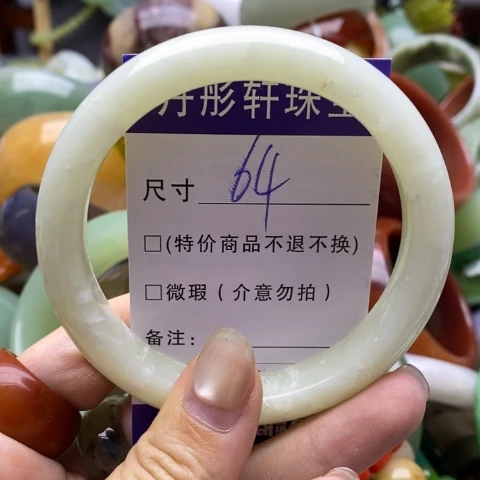 丹彤轩珠宝
尺寸 64
□(特价商品不退不换)
□微瑕(介意勿拍)
备注: